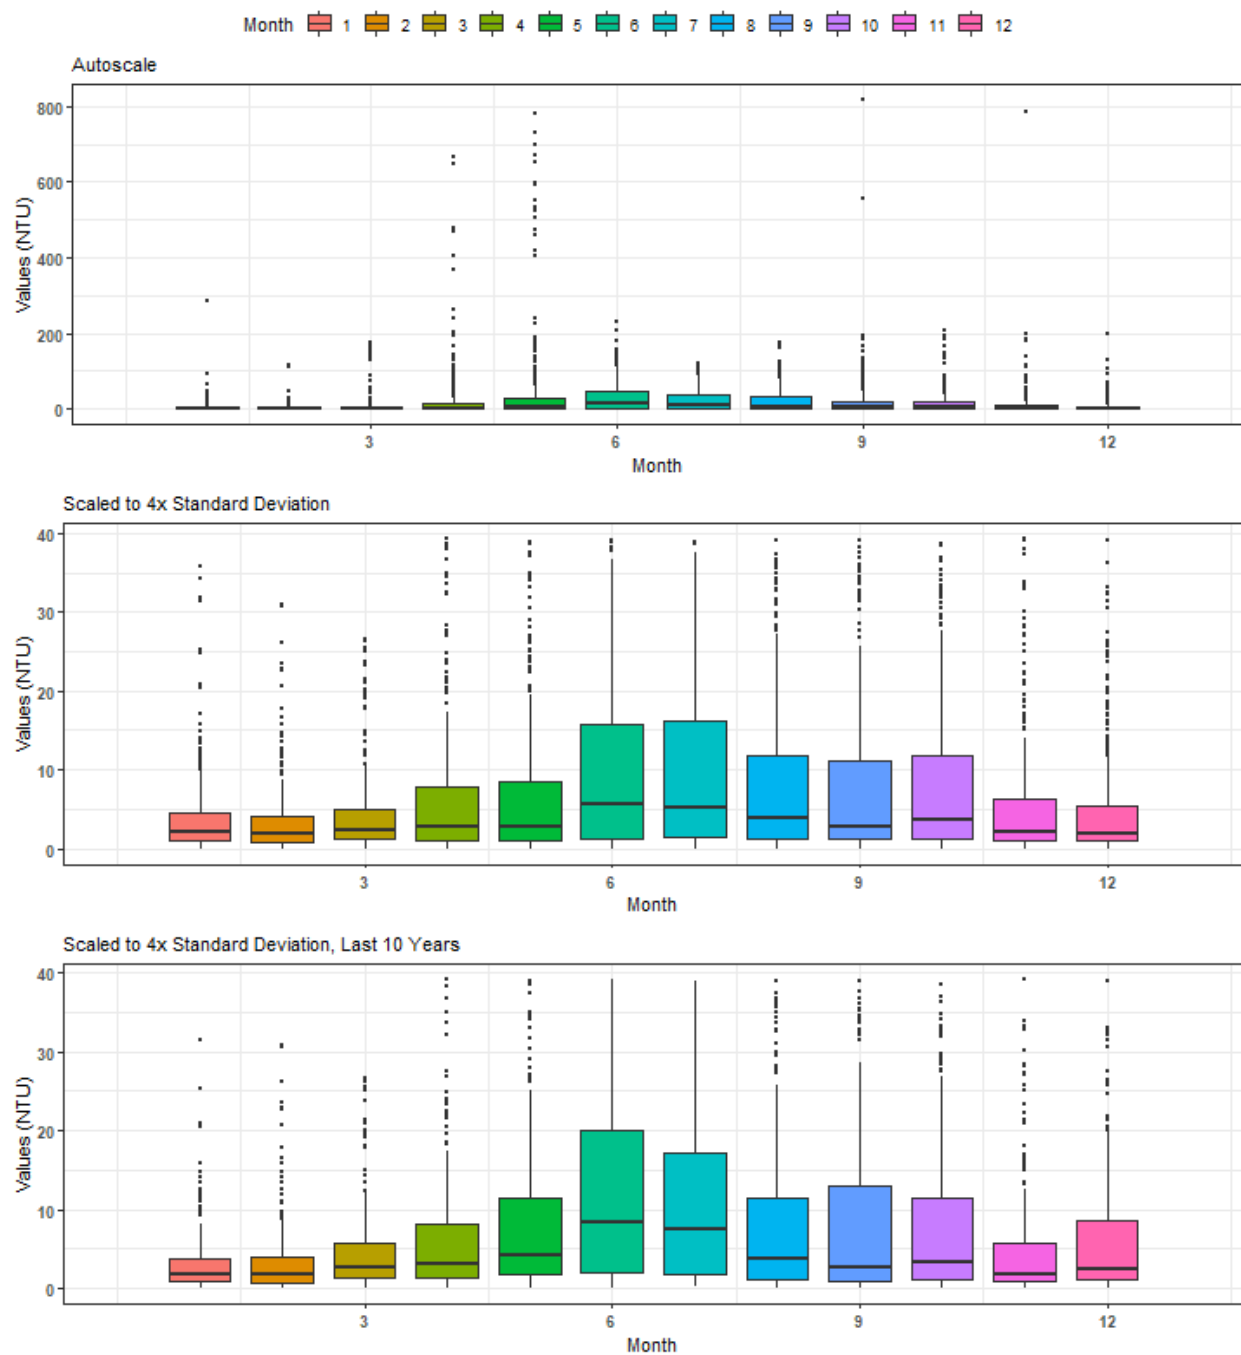 Month 1 2 3 4 5 6 7 8 9 10 11 12
Autoscale
Values (NTU)
800
600
400
200
0
3 6 9 12
Month
Scaled to 4x Standard Deviation
Values (NTU)
40
30
20
10
0
3 6 9 12
Month
Scaled to 4x Standard Deviation, Last 10 Years
Values (NTU)
40
30
20
10
0
3 6 9 12
Month